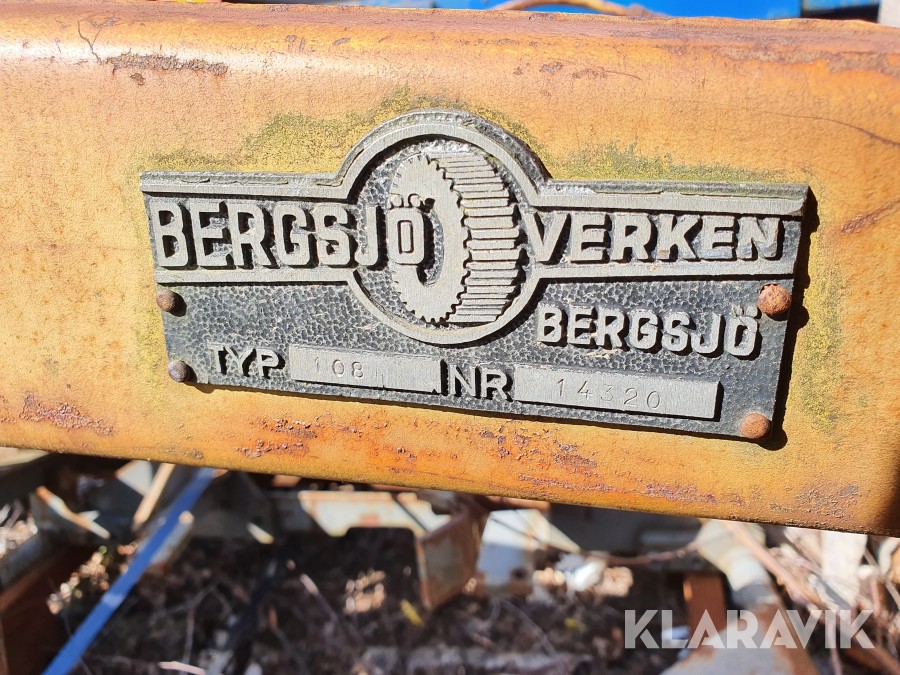 BERGSJÖ VERKEN
BERGSJÖ
TYP 108 NR 14320
KLARAVIK